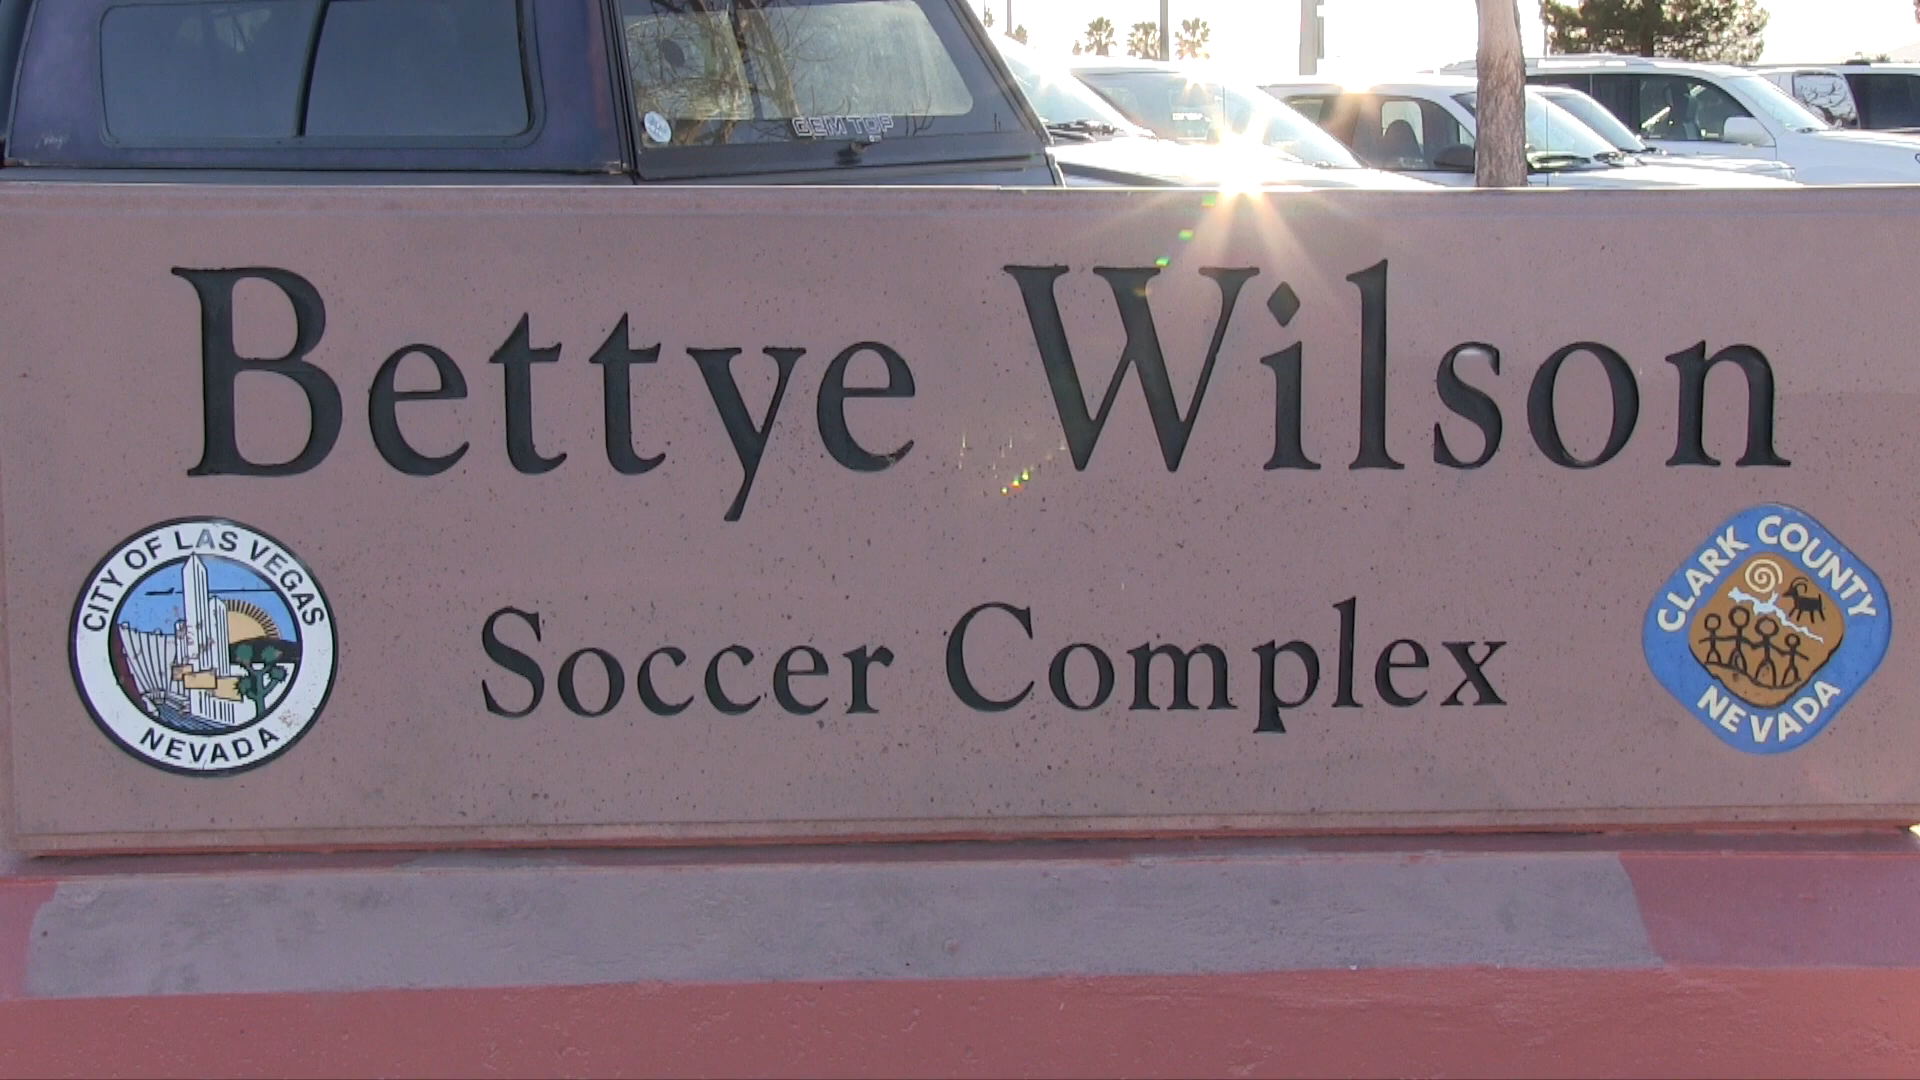 GEM TOP
Bettye Wilson
CITY OF LAS VEGAS
NEVADA
Soccer Complex
CLARK COUNTY
NEVADA